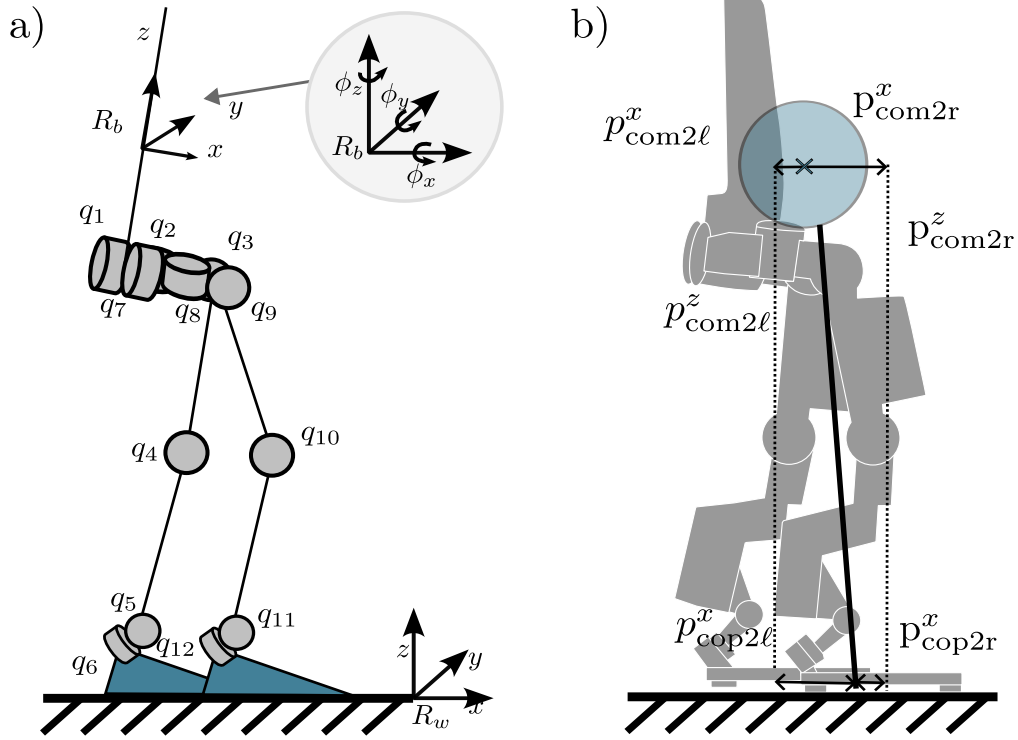 a)
z
R_b
y
x
ϕ_z
ϕ_y
R_b
ϕ_x
q_1
q_2
q_3
q_7
q_8
q_9
q_4
q_10
q_5
q_11
q_12
q_6
z
y
x
R_w
b)
p^x_com2ℓ
p^x_com2r
p^z_com2r
p^z_com2ℓ
p^x_cop2ℓ
p^x_cop2r